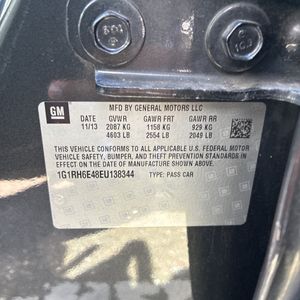 GM
MFD BY GENERAL MOTORS LLC
DATE GVWR GAWR FRT GAWR RR
11/13 2087 KG 1158 KG 929 KG
4603 LB 2554 LB 2049 LB
THIS VEHICLE CONFORMS TO ALL APPLICABLE U.S. FEDERAL MOTOR
VEHICLE SAFETY, BUMPER, AND THEFT PREVENTION STANDARDS IN EFFECT
ON THE DATE OF MANUFACTURE SHOWN ABOVE.
1G1RH6E48EU138344 TYPE: PASS CAR